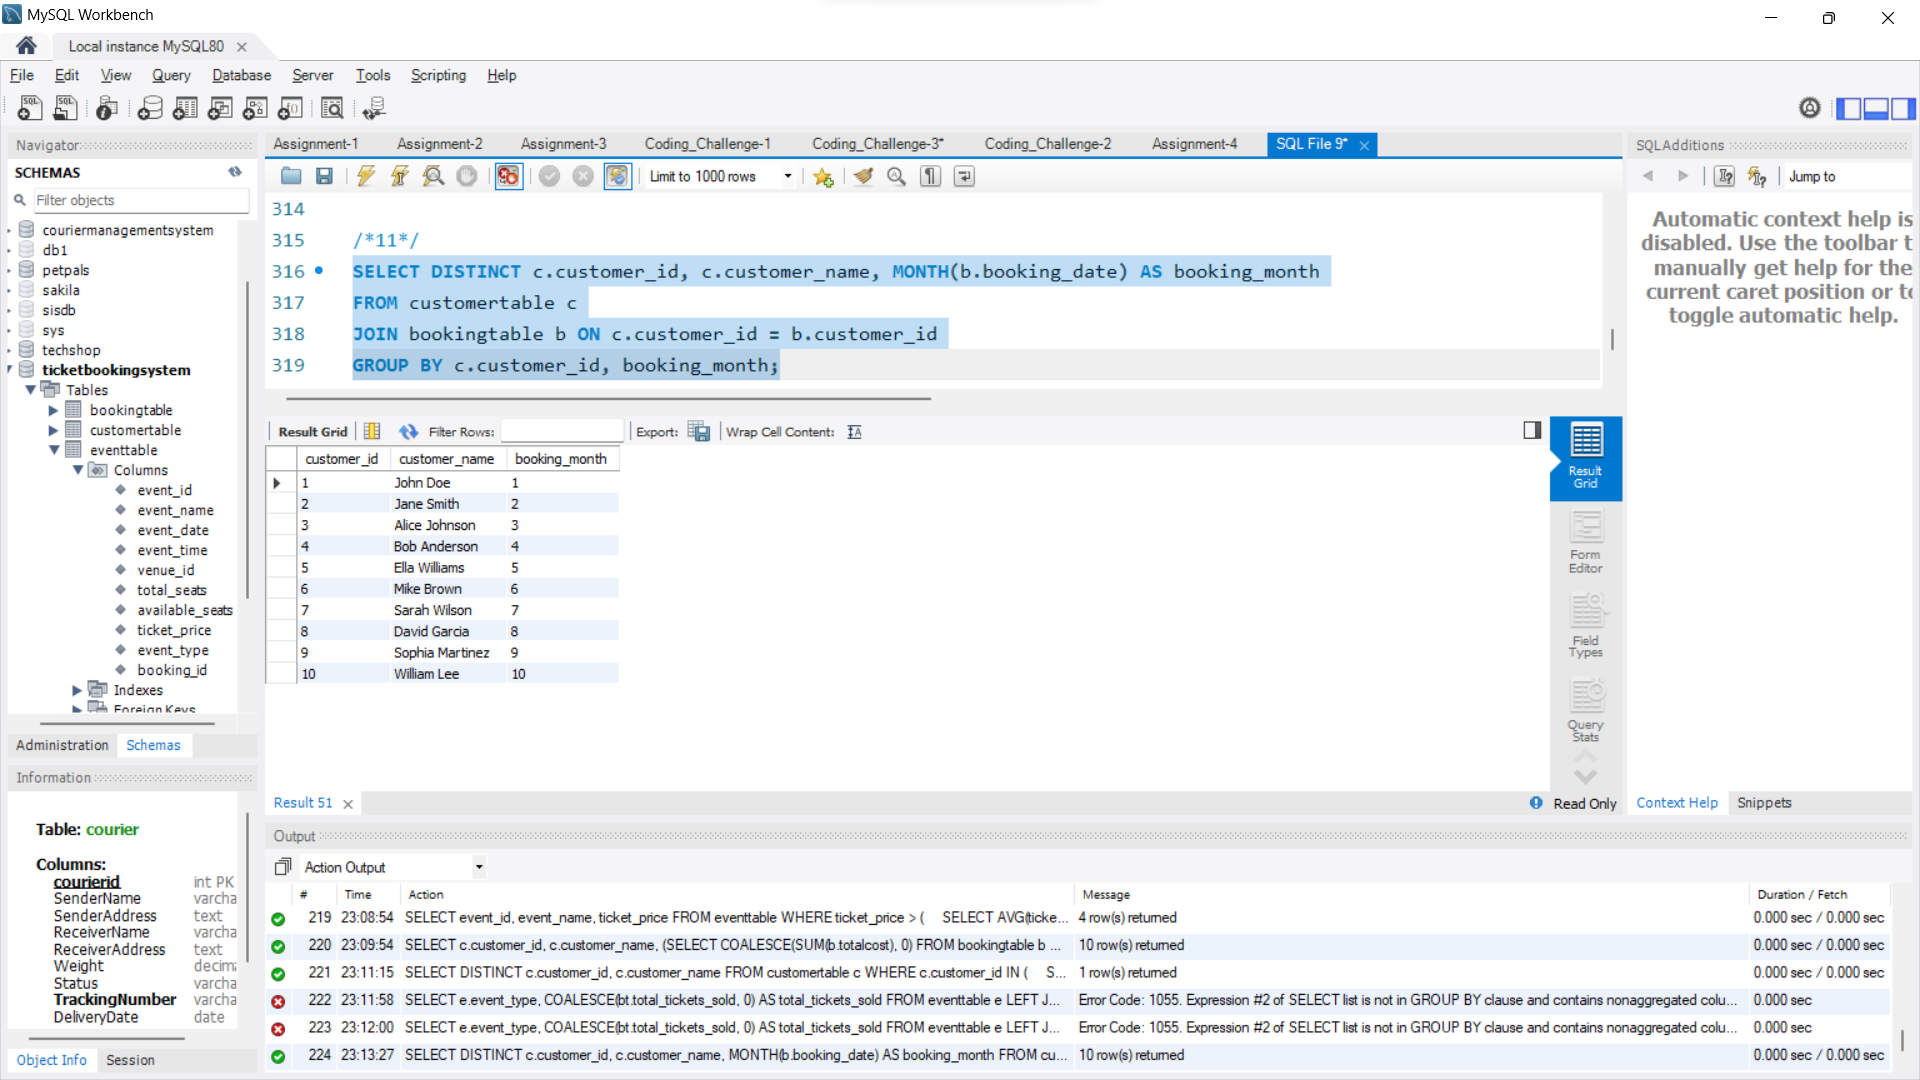 MySQL Workbench
Local instance MySQL80
File Edit View Query Database Server Tools Scripting Help
Navigator
SCHEMAS
Filter objects
couriermanagementsystem
db1
petpals
sakila
sisdb
sys
techshop
ticketbookingsystem
Tables
bookingtable
customertable
eventtable
Columns
event_id
event_name
event_date
event_time
venue_id
total_seats
available_seats
ticket_price
event_type
booking_id
Indexes
Foreign Keys
Administration Schemas
Information
Table: courier
Columns:
courierid int PK
SenderName varcha
SenderAddress text
ReceiverName varcha
ReceiverAddress text
Weight decim
Status varcha
TrackingNumber varcha
DeliveryDate date
Object Info Session
Assignment-1 Assignment-2 Assignment-3 Coding_Challenge-1 Coding_Challenge-3* Coding_Challenge-2 Assignment-4 SQL File 9*
Limit to 1000 rows
314
315 /*11*/
316 SELECT DISTINCT c.customer_id, c.customer_name, MONTH(b.booking_date) AS booking_month
317 FROM customertable c
318 JOIN bookingtable b ON c.customer_id = b.customer_id
319 GROUP BY c.customer_id, booking_month;
Result Grid Filter Rows: Export: Wrap Cell Content:
customer_id customer_name booking_month
1 John Doe 1
2 Jane Smith 2
3 Alice Johnson 3
4 Bob Anderson 4
5 Ella Williams 5
6 Mike Brown 6
7 Sarah Wilson 7
8 David Garcia 8
9 Sophia Martinez 9
10 William Lee 10
Result
Grid
Form
Editor
Field
Types
Query
Stats
Result 51
Read Only
SQLAdditions
Jump to
Automatic context help is
disabled. Use the toolbar t
manually get help for the
current caret position or to
toggle automatic help.
Context Help Snippets
Output
Action Output
# Time Action Message Duration / Fetch
219 23:08:54 SELECT event_id, event_name, ticket_price FROM eventtable WHERE ticket_price > ( SELECT AVG(ticke... 4 row(s) returned 0.000 sec / 0.000 sec
220 23:09:54 SELECT c.customer_id, c.customer_name, (SELECT COALESCE(SUM(b.totalcost), 0) FROM bookingtable b ... 10 row(s) returned 0.000 sec / 0.000 sec
221 23:11:15 SELECT DISTINCT c.customer_id, c.customer_name FROM customertable c WHERE c.customer_id IN ( S... 1 row(s) returned 0.000 sec / 0.000 sec
222 23:11:58 SELECT e.event_type, COALESCE(bt.total_tickets_sold, 0) AS total_tickets_sold FROM eventtable e LEFT J... Error Code: 1055. Expression #2 of SELECT list is not in GROUP BY clause and contains nonaggregated colu... 0.000 sec
223 23:12:00 SELECT e.event_type, COALESCE(bt.total_tickets_sold, 0) AS total_tickets_sold FROM eventtable e LEFT J... Error Code: 1055. Expression #2 of SELECT list is not in GROUP BY clause and contains nonaggregated colu... 0.000 sec
224 23:13:27 SELECT DISTINCT c.customer_id, c.customer_name, MONTH(b.booking_date) AS booking_month FROM cu... 10 row(s) returned 0.000 sec / 0.000 sec